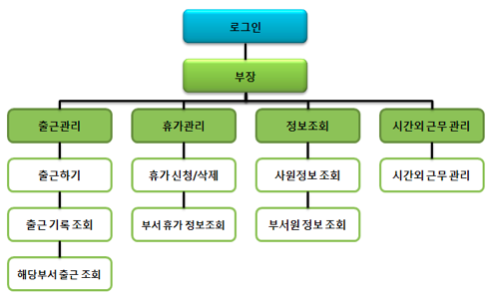 로그인
부장
출근관리
휴가관리
정보조회
시간외 근무 관리
출근하기
휴가 신청/삭제
사원정보 조회
시간외 근무 관리
출근 기록 조회
부서 휴가 정보조회
부서원 정보 조회
해당부서 출근 조회